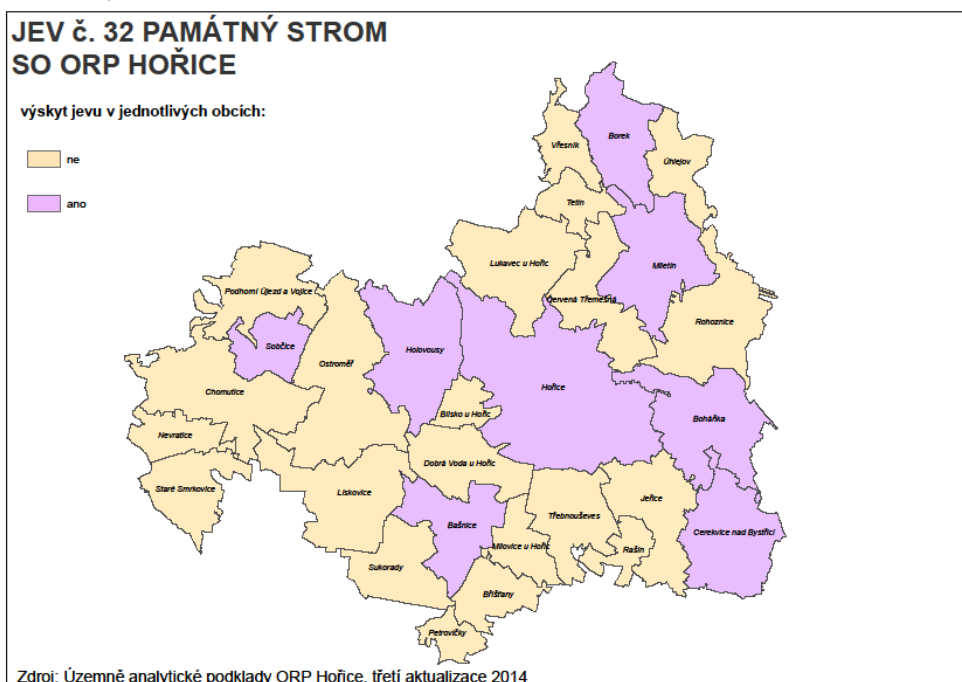 JEV č. 32 PAMÁTNÝ STROM
SO ORP HOŘICE
výskyt jevu v jednotlivých obcích:
ne
ano
Borek
Vřesník
Úhlejov
Tetín
Lukavec u Hořic
Miletín
Podhorní Újezd a Vojice
Červená Třemešná
Rohoznice
Sobčice
Holovousy
Ostroměř
Hořice
Chomutice
Bílsko u Hořic
Boháňka
Nevratice
Dobrá Voda u Hořic
Staré Smrkovice
Lískovice
Jeřice
Třebnouševes
Bašnice
Cerekvice nad Bystřicí
Milovice u Hořic
Rašín
Sukorady
Bříšťany
Petrovičky
Zdroj: Územně analytické podklady ORP Hořice, třetí aktualizace 2014